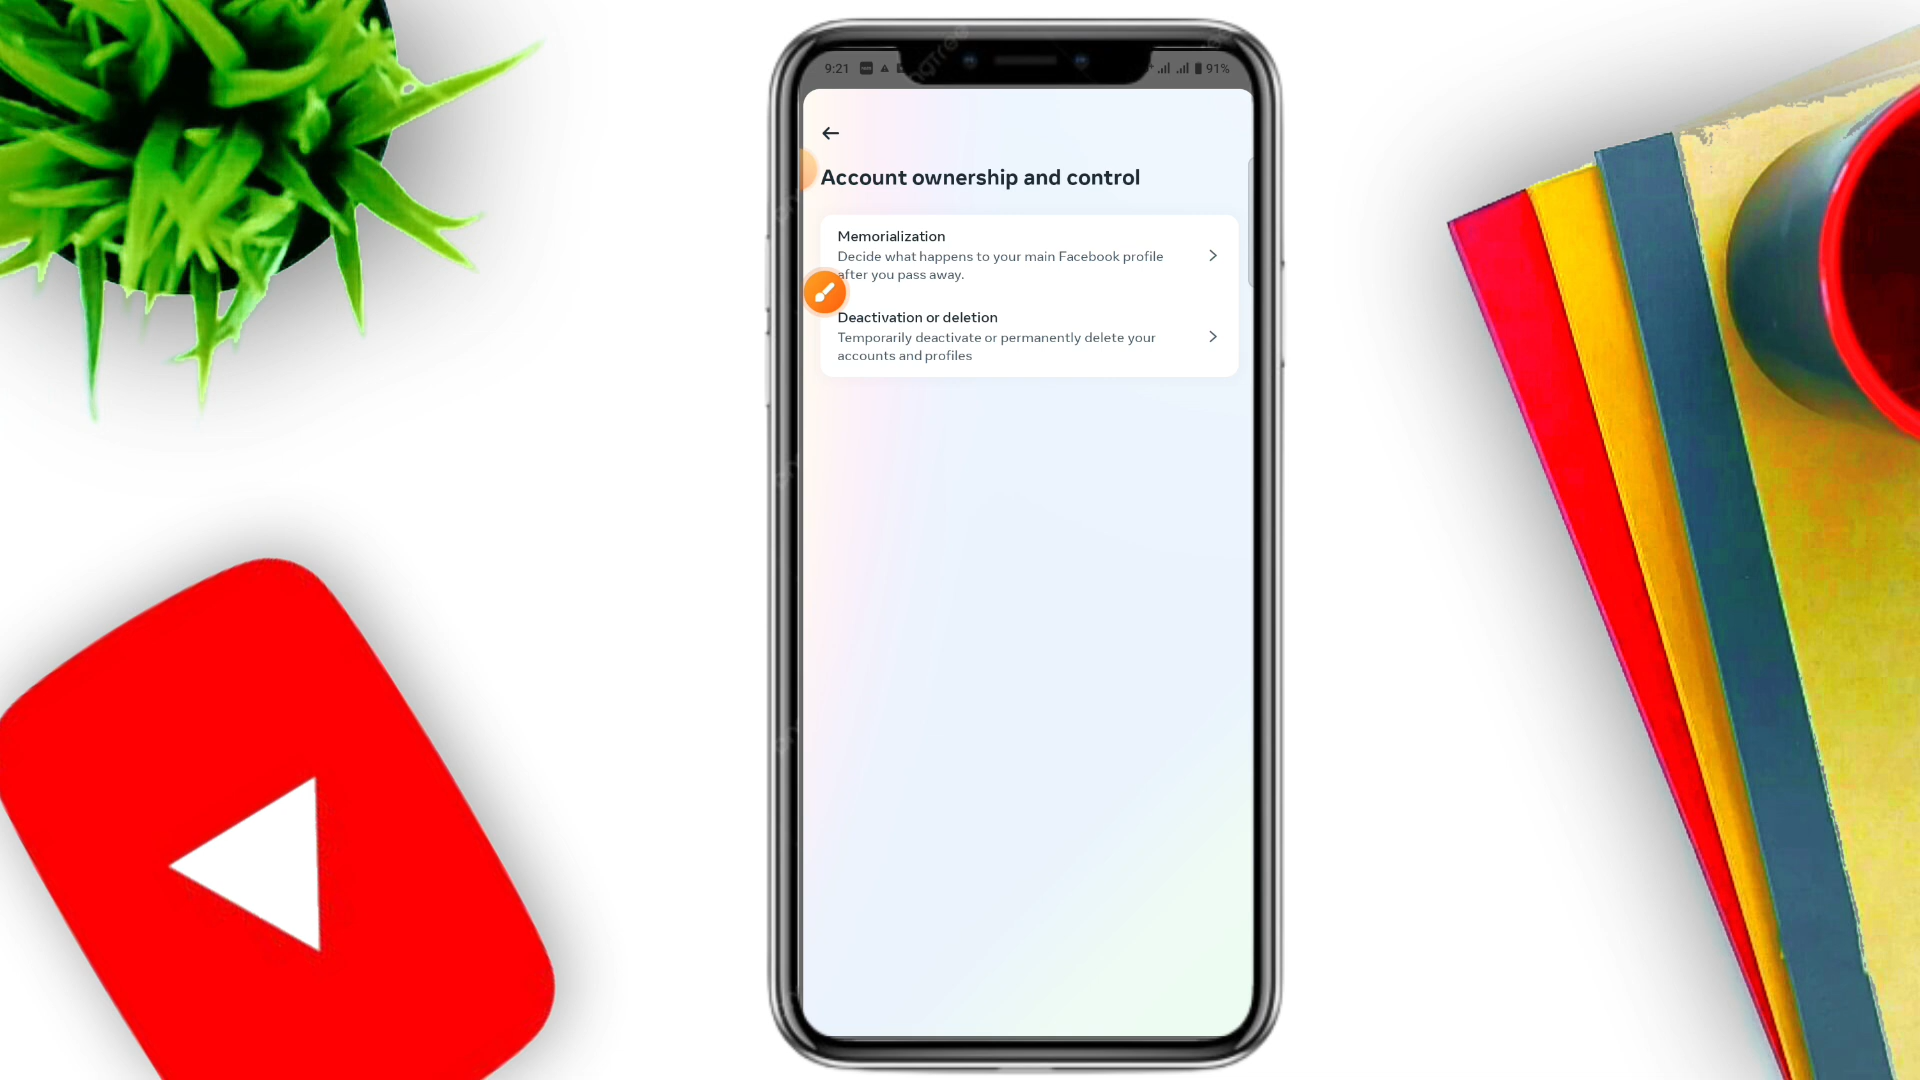 9:21
91%
Account ownership and control
Memorialization
Decide what happens to your main Facebook profile
after you pass away.
Deactivation or deletion
Temporarily deactivate or permanently delete your
accounts and profiles